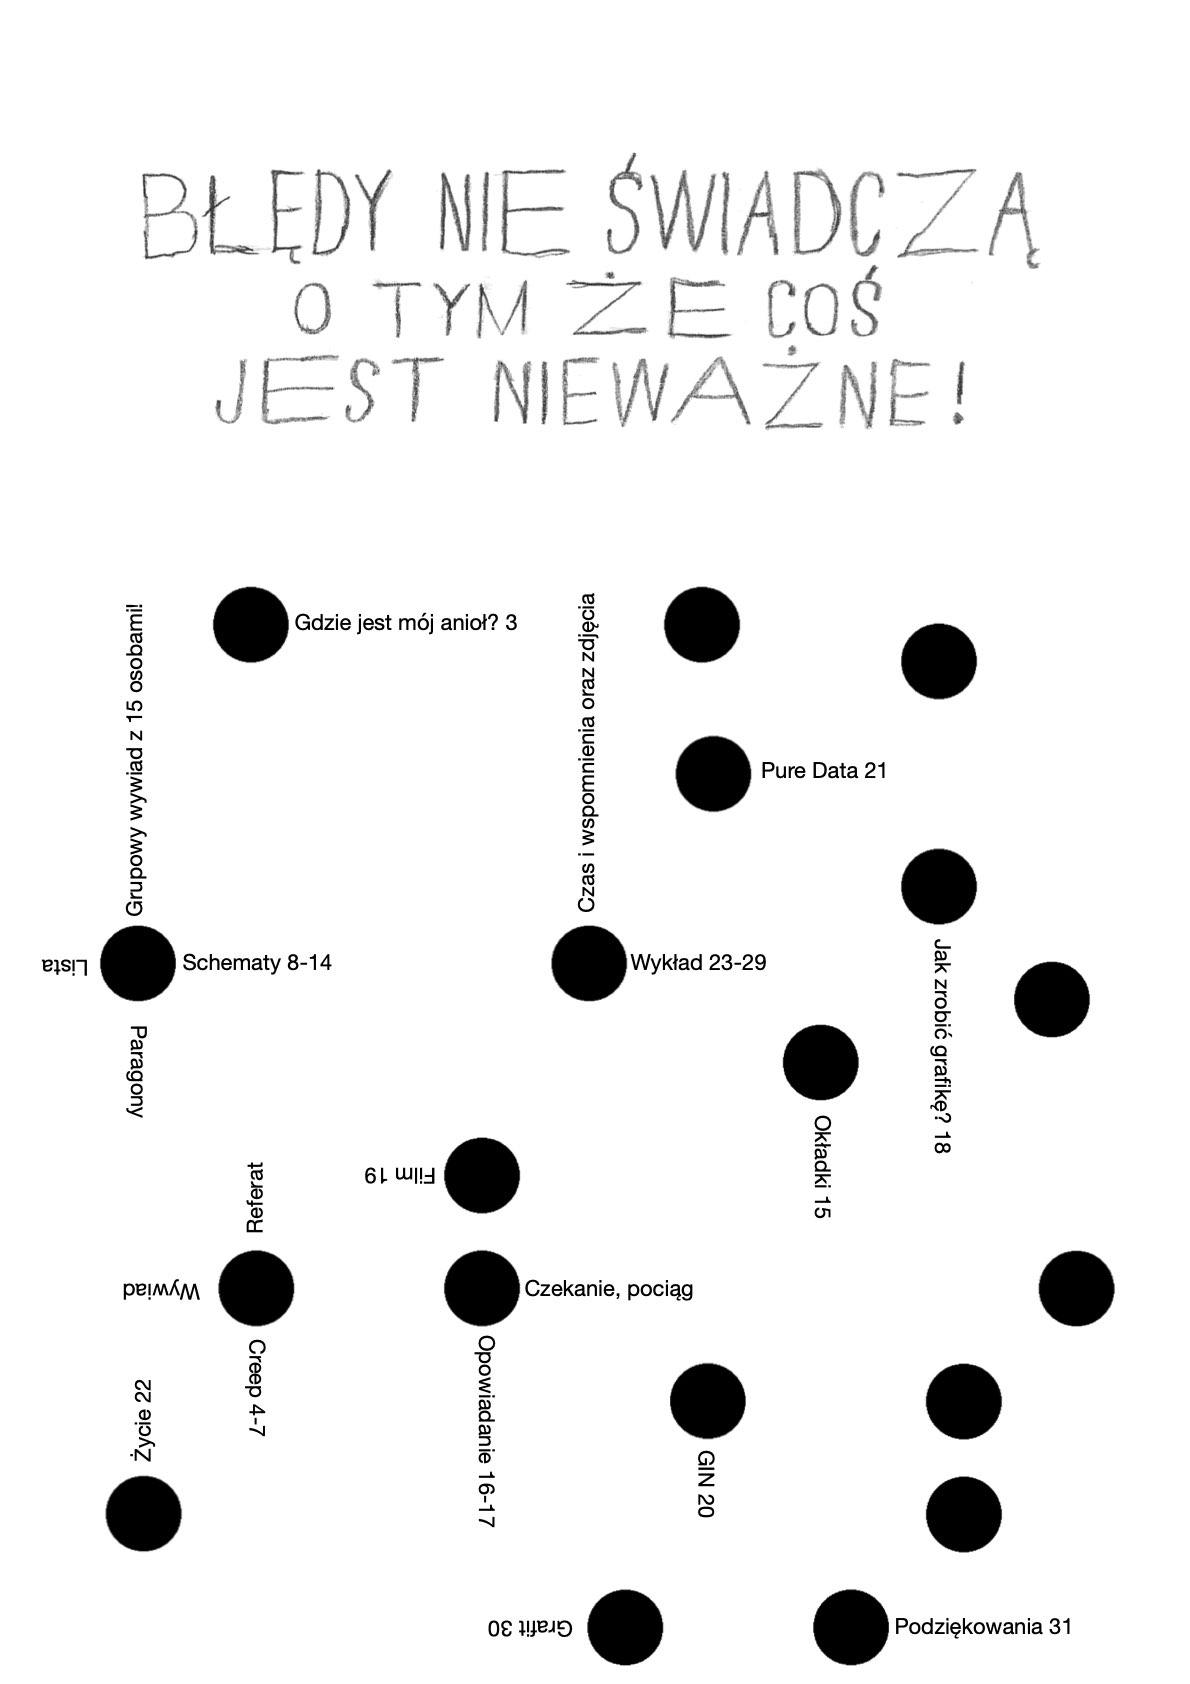 BŁĘDY NIE ŚWIADCZĄ
O TYM ŻE COŚ
JEST NIEWAŻNE!
Gdzie jest mój anioł? 3
Grupowy wywiad z 15 osobami!
Czas i wspomnienia oraz zdjęcia
Pure Data 21
Lista
Schematy 8-14
Wykład 23-29
Jak zrobić grafikę? 18
Paragony
Okładki 15
Film 19
Referat
Wywiad
Czekanie, pociąg
Creep 4-7
Opowiadanie 16-17
Życie 22
GIN 20
Grafit 30
Podziękowania 31